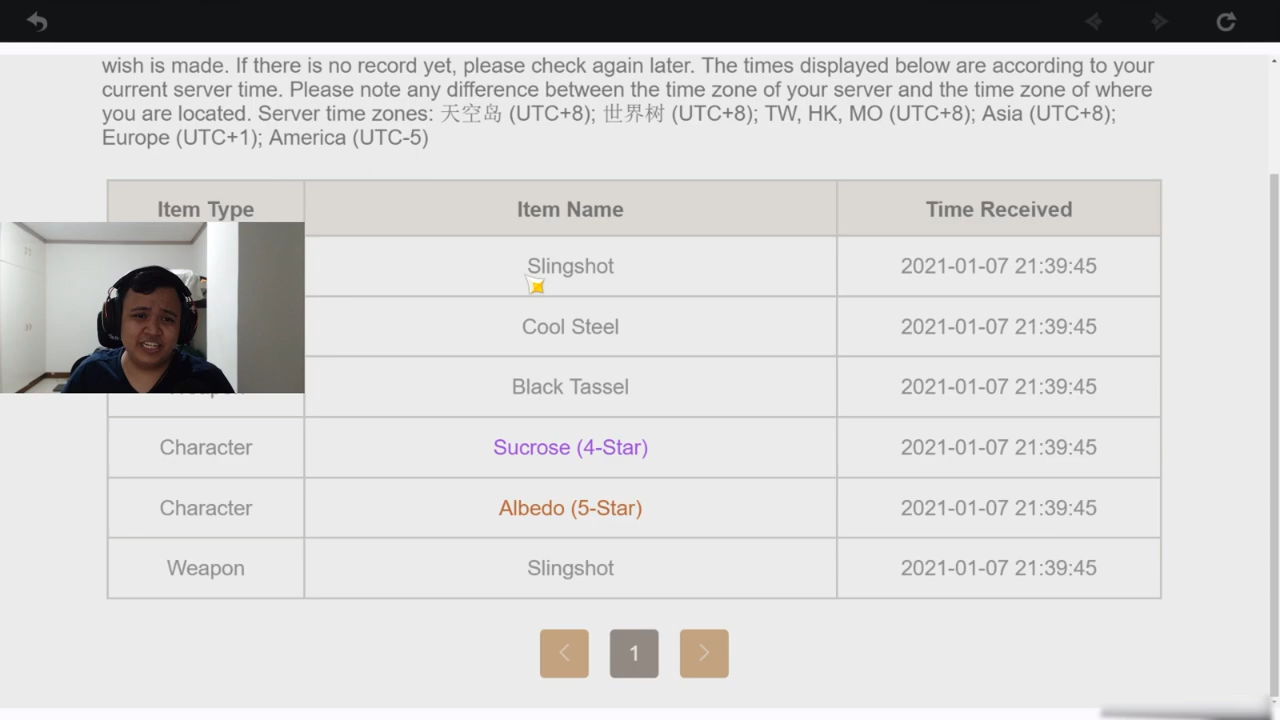 wish is made. If there is no record yet, please check again later. The times displayed below are according to your
current server time. Please note any difference between the time zone of your server and the time zone of where
you are located. Server time zones: 天空岛 (UTC+8); 世界树 (UTC+8); TW, HK, MO (UTC+8); Asia (UTC+8);
Europe (UTC+1); America (UTC-5)
Item Type Item Name Time Received
Slingshot 2021-01-07 21:39:45
Cool Steel 2021-01-07 21:39:45
Black Tassel 2021-01-07 21:39:45
Character Sucrose (4-Star) 2021-01-07 21:39:45
Character Albedo (5-Star) 2021-01-07 21:39:45
Weapon Slingshot 2021-01-07 21:39:45
1